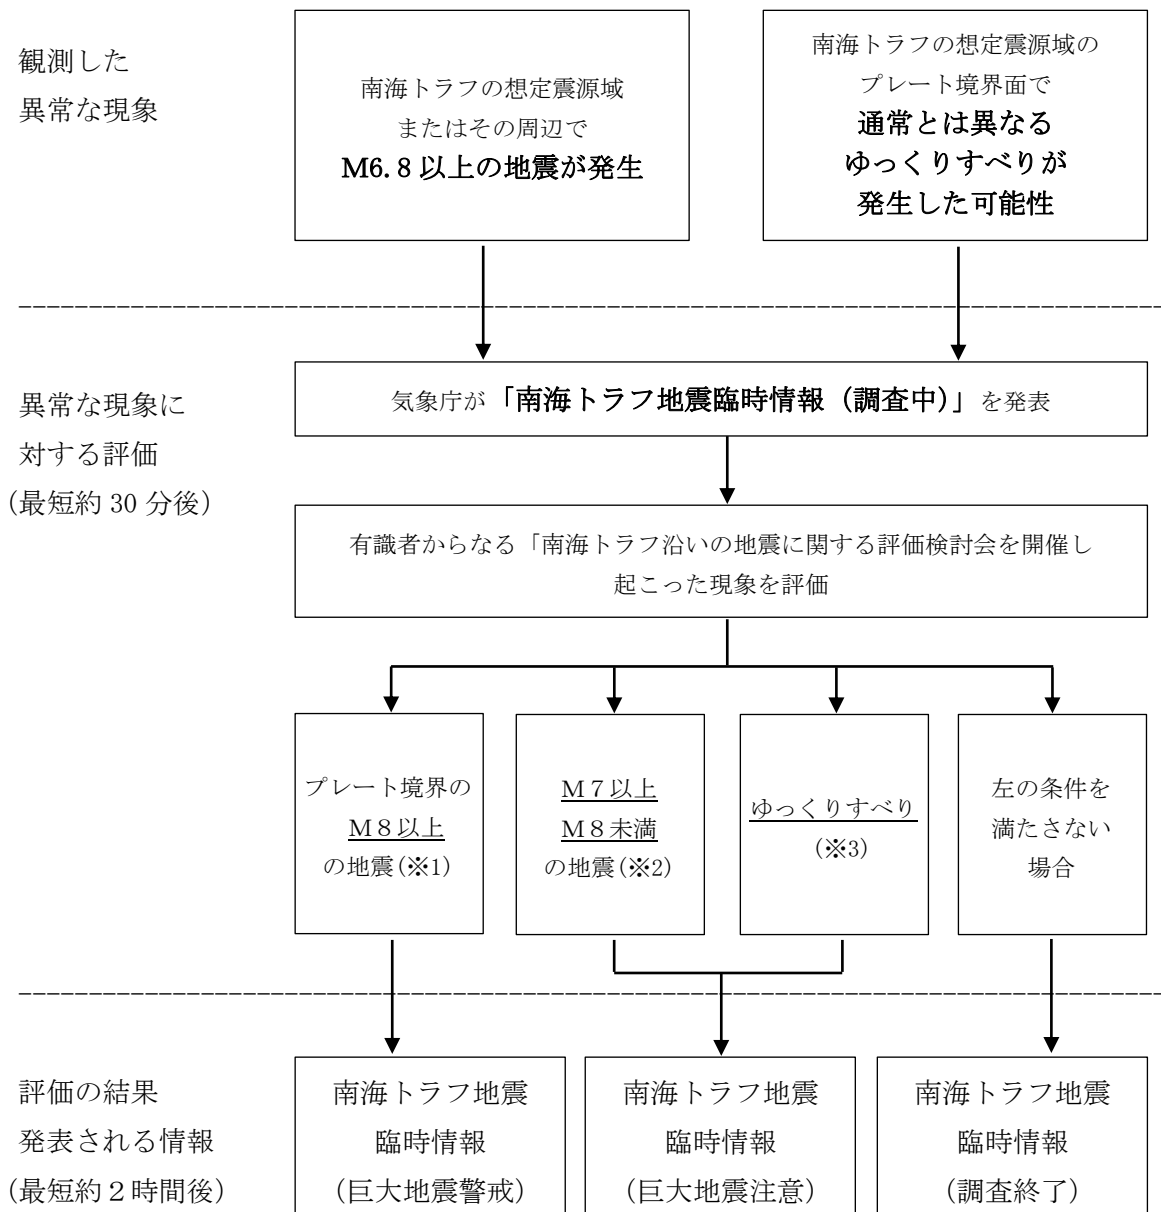 観測した
異常な現象
南海トラフの想定震源域
またはその周辺で
M6.8以上の地震が発生
南海トラフの想定震源域の
プレート境界面で
通常とは異なる
ゆっくりすべりが
発生した可能性
異常な現象に
対する評価
(最短約30分後)
気象庁が「南海トラフ地震臨時情報（調査中）」を発表
有識者からなる「南海トラフ沿いの地震に関する評価検討会を開催し
起こった現象を評価
プレート境界の
M８以上
の地震(※1)
M７以上
M８未満
の地震(※2)
ゆっくりすべり
(※3)
左の条件を
満たさない
場合
評価の結果
発表される情報
(最短約２時間後)
南海トラフ地震
臨時情報
(巨大地震警戒)
南海トラフ地震
臨時情報
(巨大地震注意)
南海トラフ地震
臨時情報
(調査終了)